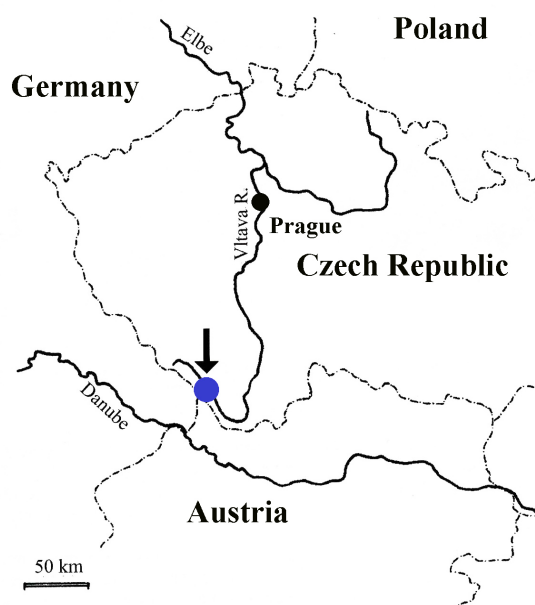 Poland
Elbe
Germany
Vltava R.
Prague
Czech Republic
Danube
Austria
50 km